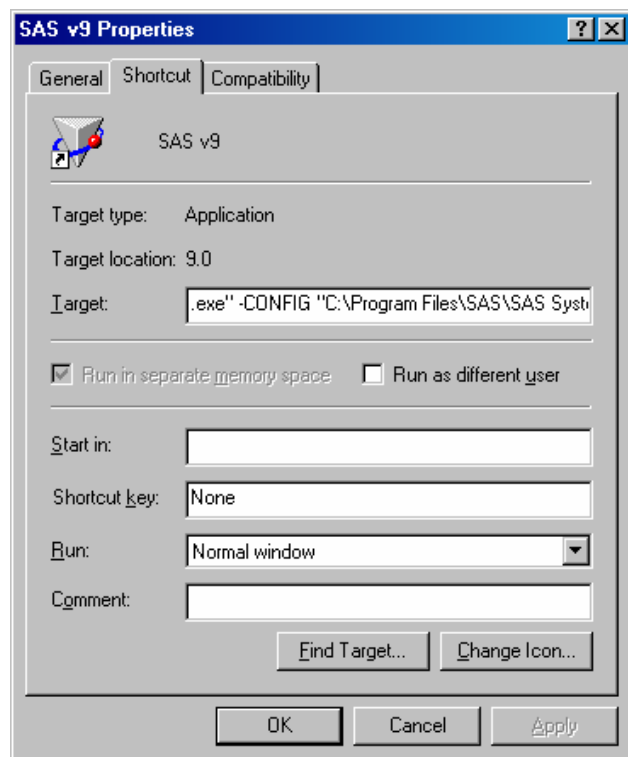 SAS v9 Properties
General Shortcut Compatibility
SAS v9
Target type: Application
Target location: 9.0
Target: .exe" -CONFIG "C:\Program Files\SAS\SAS Syst
Run in separate memory space Run as different user
Start in:
Shortcut key: None
Run: Normal window
Comment:
Find Target... Change Icon...
OK Cancel Apply